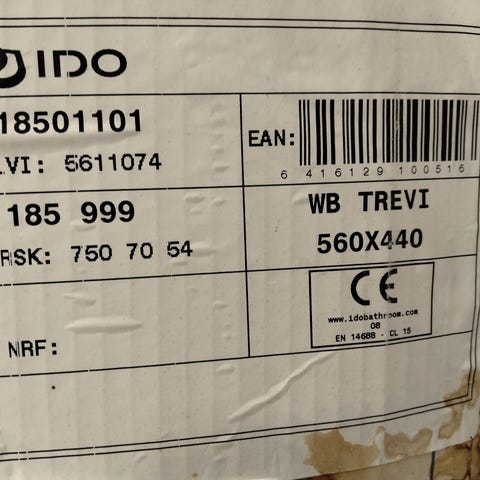 IDO
18501101
LVI: 5611074
EAN:
6 416129 100516
185 999
RSK: 750 70 54
WB TREVI
560X440
CE
www.idobathroom.com
08
EN 14688 - CL 15
NRF: